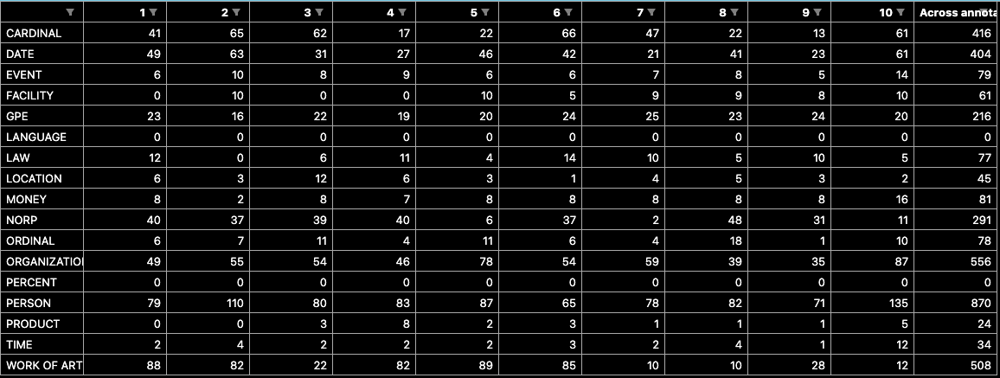 1 2 3 4 5 6 7 8 9 10 Across annota
CARDINAL 41 65 62 17 22 66 47 22 13 61 416
DATE 49 63 31 27 46 42 21 41 23 61 404
EVENT 6 10 8 9 6 6 7 8 5 14 79
FACILITY 0 10 0 0 10 5 9 9 8 10 61
GPE 23 16 22 19 20 24 25 23 24 20 216
LANGUAGE 0 0 0 0 0 0 0 0 0 0 0
LAW 12 0 6 11 4 14 10 5 10 5 77
LOCATION 6 3 12 6 3 1 4 5 3 2 45
MONEY 8 2 8 7 8 8 8 8 8 16 81
NORP 40 37 39 40 6 37 2 48 31 11 291
ORDINAL 6 7 11 4 11 6 4 18 1 10 78
ORGANIZATIO 49 55 54 46 78 54 59 39 35 87 556
PERCENT 0 0 0 0 0 0 0 0 0 0 0
PERSON 79 110 80 83 87 65 78 82 71 135 870
PRODUCT 0 0 3 8 2 3 1 1 1 5 24
TIME 2 4 2 2 2 3 2 4 1 12 34
WORK OF ART 88 82 22 82 89 85 10 10 28 12 508